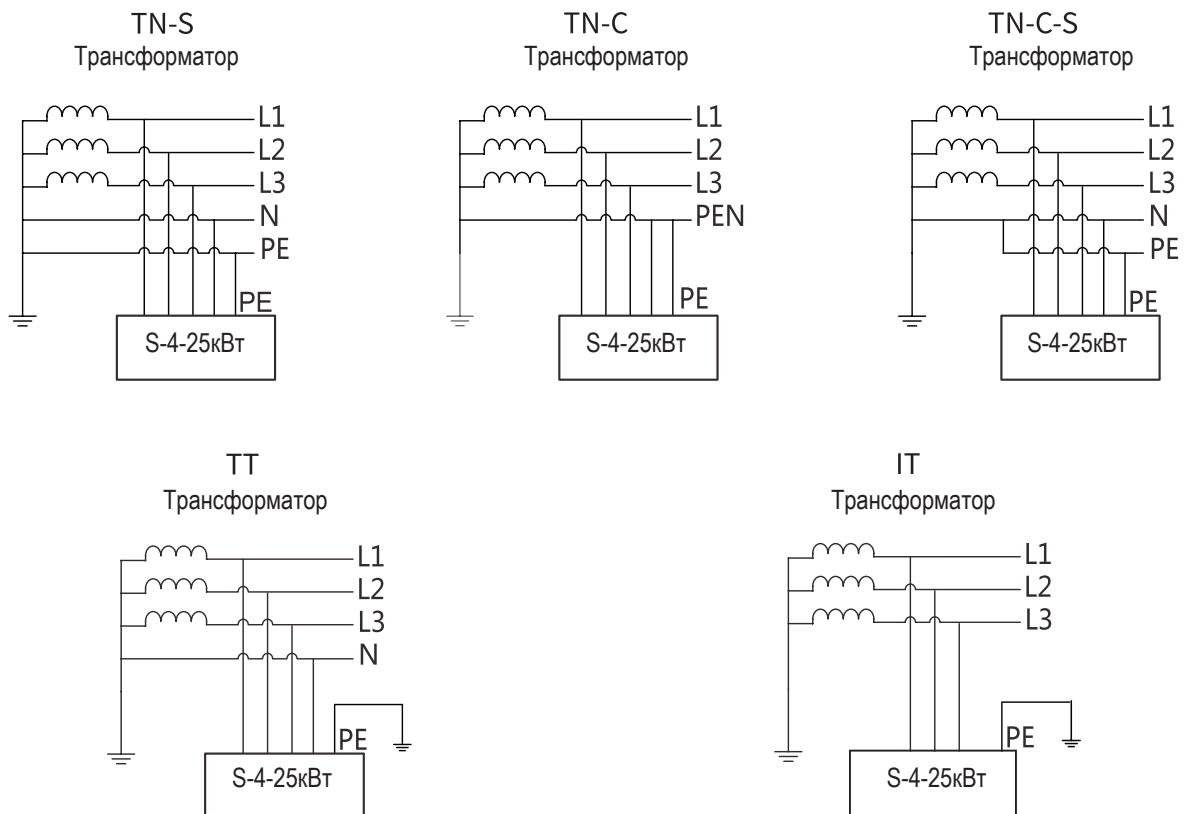 TN-S
Трансформатор
L1
L2
L3
N
PE
PE
S-4-25кВт
TN-C
Трансформатор
L1
L2
L3
PEN
PE
S-4-25кВт
TN-C-S
Трансформатор
L1
L2
L3
N
PE
PE
S-4-25кВт
TT
Трансформатор
L1
L2
L3
N
PE
S-4-25кВт
IT
Трансформатор
L1
L2
L3
PE
S-4-25кВт